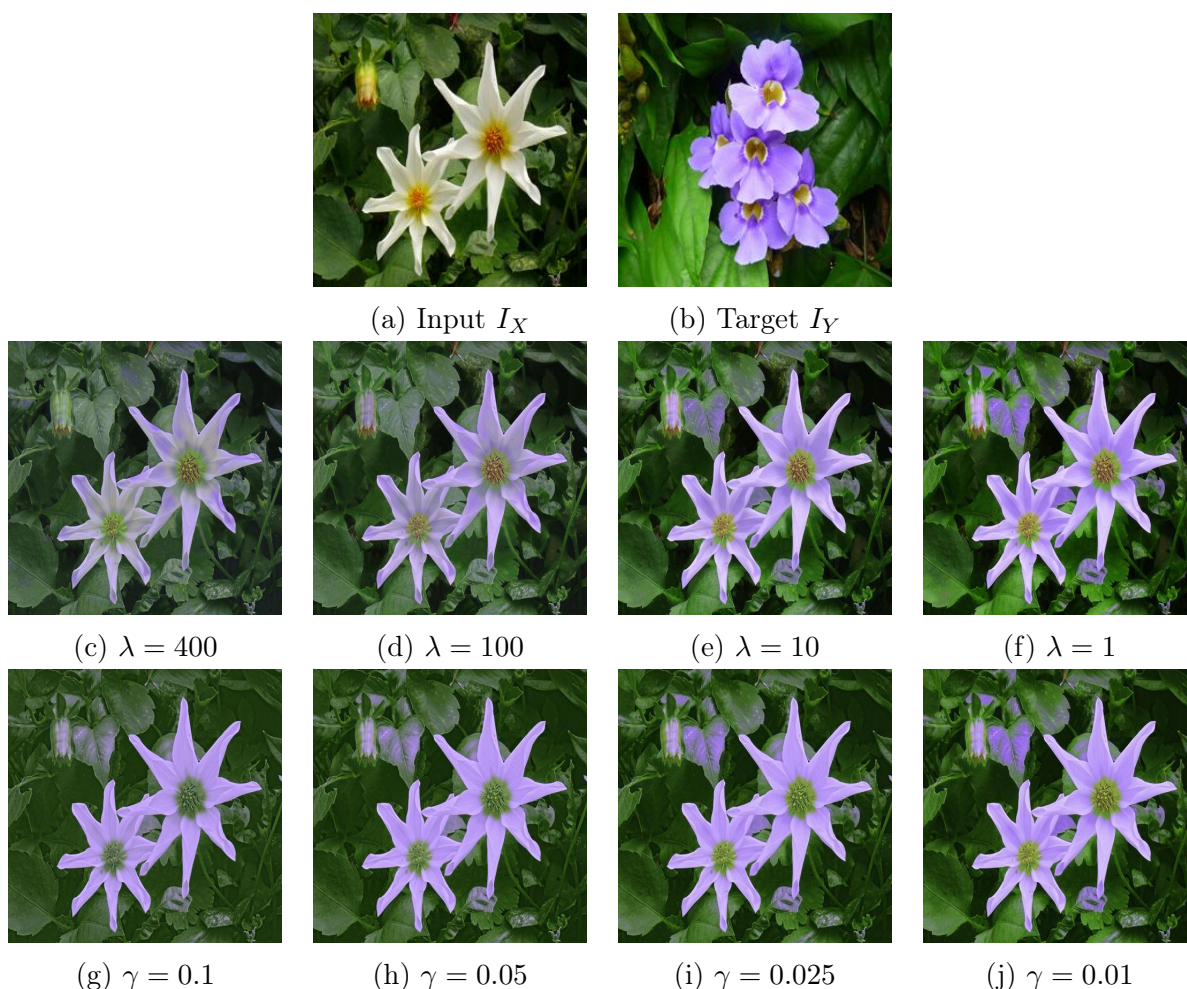 (a) Input I_X
(b) Target I_Y
(c) λ = 400
(d) λ = 100
(e) λ = 10
(f) λ = 1
(g) γ = 0.1
(h) γ = 0.05
(i) γ = 0.025
(j) γ = 0.01